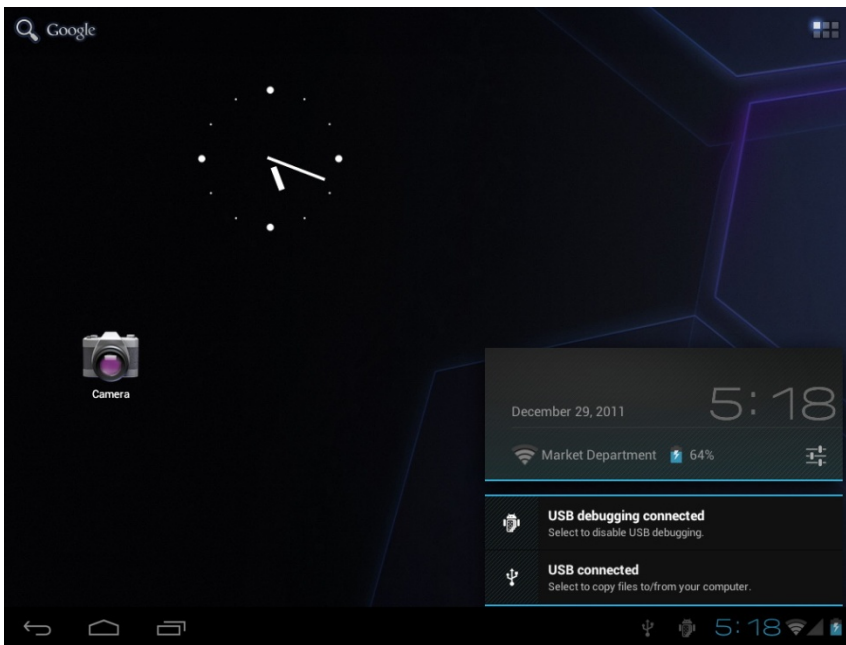 Google
Camera
December 29, 2011
5:18
Market Department
64%
USB debugging connected
Select to disable USB debugging.
USB connected
Select to copy files to/from your computer.
5:18